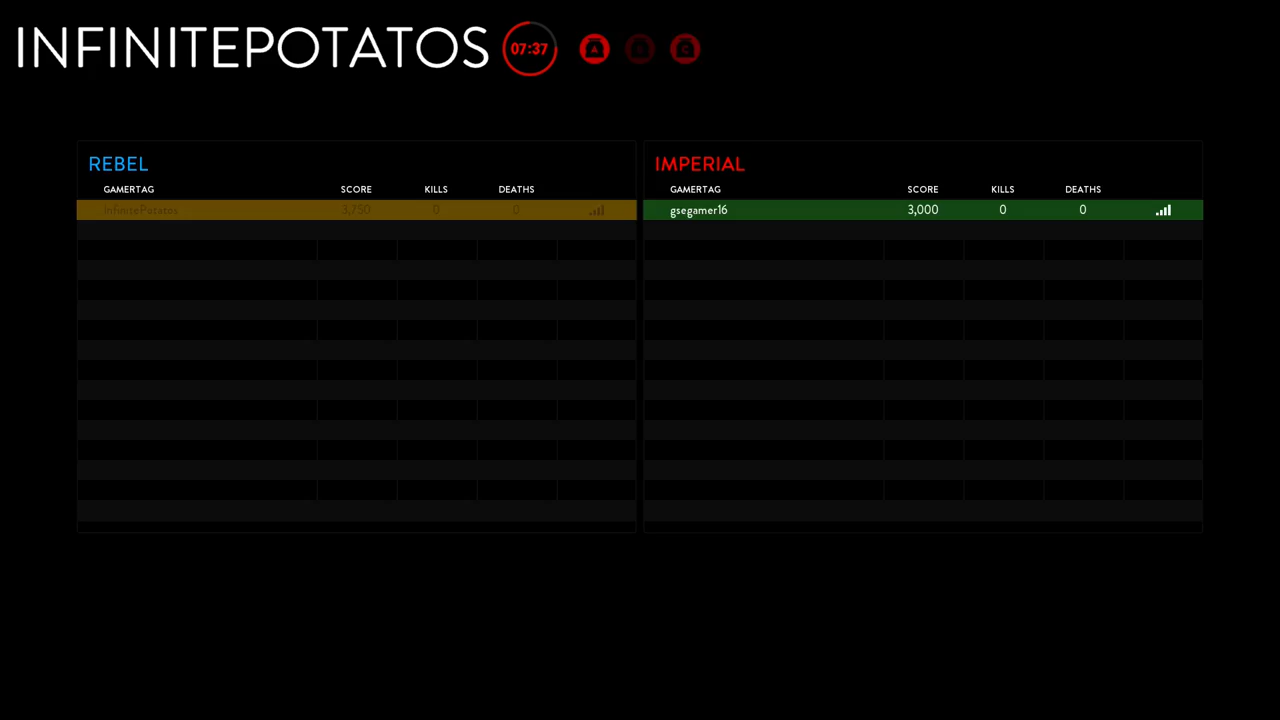 INFINITEPOTATOS 07:37 A C
REBEL
GAMERTAG SCORE KILLS DEATHS
infinitePotatos 3,750 0 0
IMPERIAL
GAMERTAG SCORE KILLS DEATHS
gsegamer16 3,000 0 0